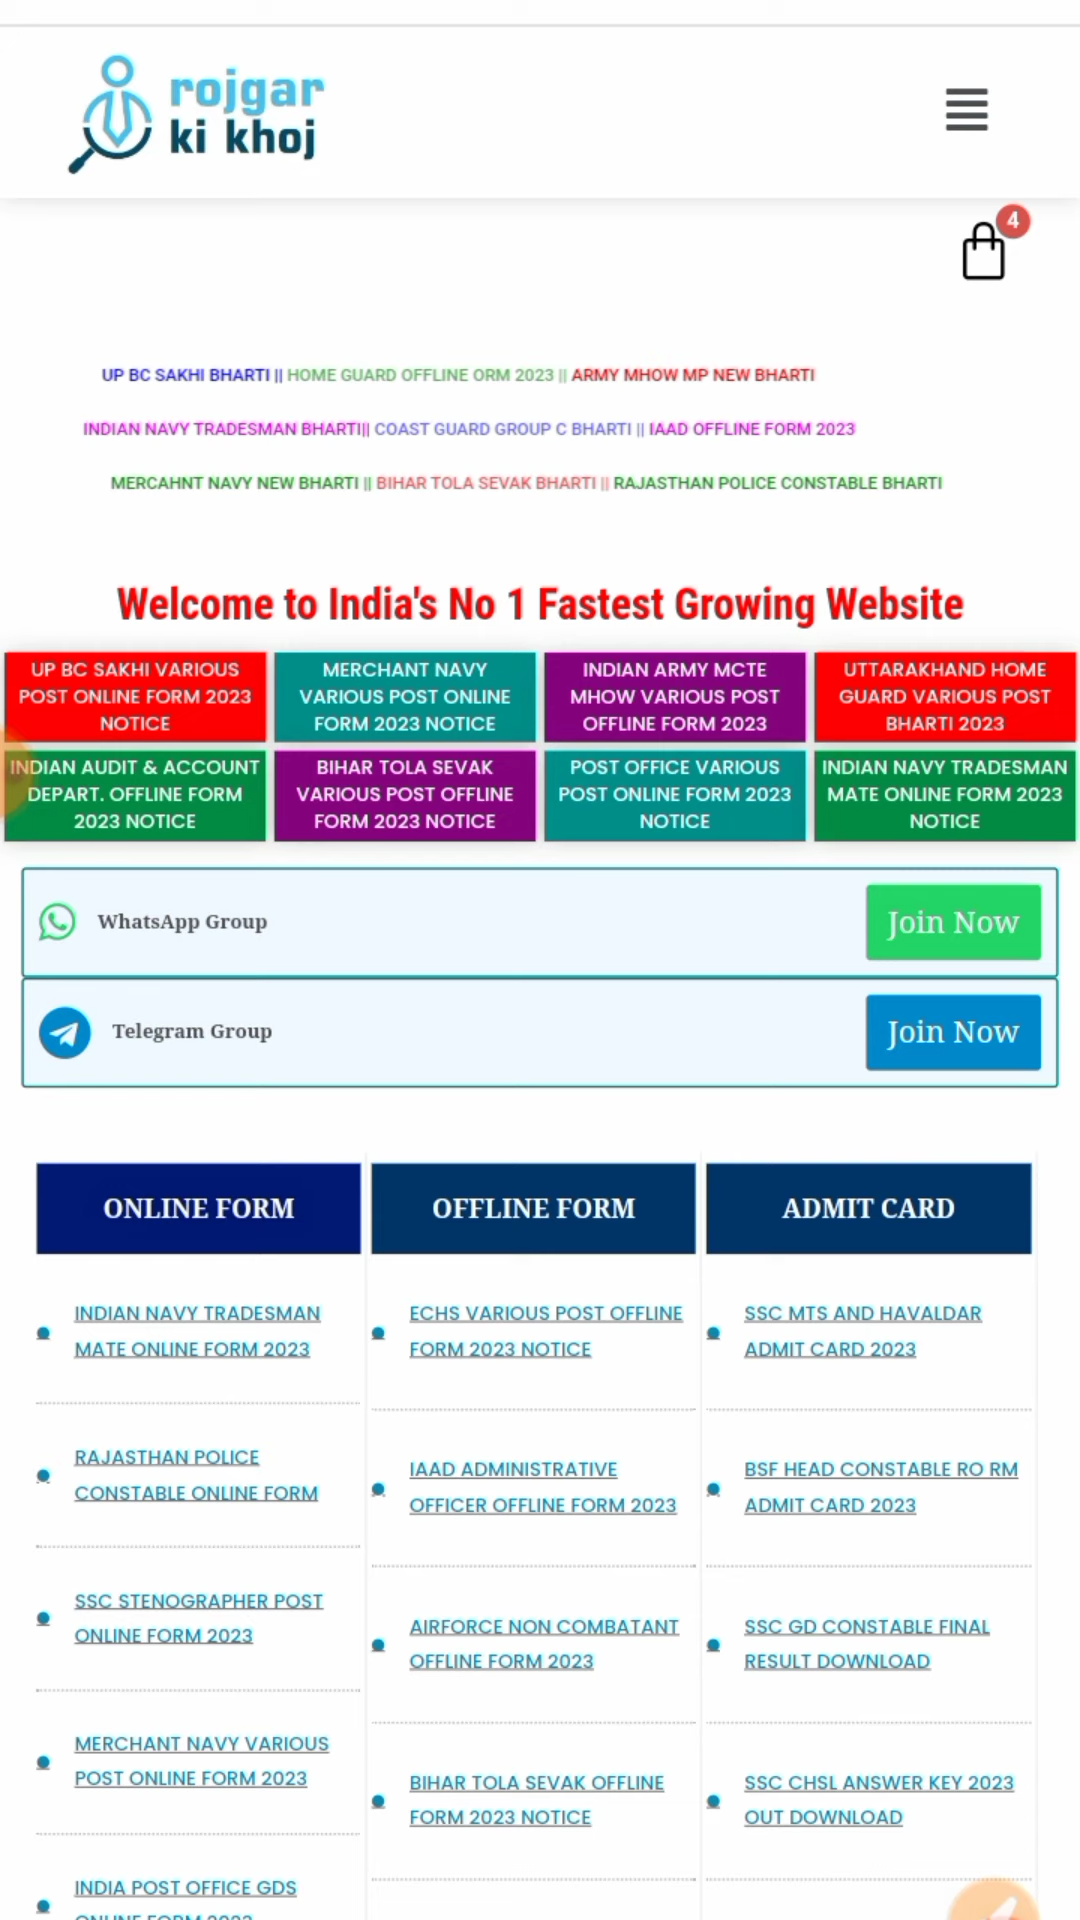 rojgar
ki khoj
4
UP BC SAKHI BHARTI || HOME GUARD OFFLINE ORM 2023 || ARMY MHOW MP NEW BHARTI
INDIAN NAVY TRADESMAN BHARTI|| COAST GUARD GROUP C BHARTI || IAAD OFFLINE FORM 2023
MERCAHNT NAVY NEW BHARTI || BIHAR TOLA SEVAK BHARTI || RAJASTHAN POLICE CONSTABLE BHARTI
Welcome to India's No 1 Fastest Growing Website
UP BC SAKHI VARIOUS
POST ONLINE FORM 2023
NOTICE
MERCHANT NAVY
VARIOUS POST ONLINE
FORM 2023 NOTICE
INDIAN ARMY MCTE
MHOW VARIOUS POST
OFFLINE FORM 2023
UTTARAKHAND HOME
GUARD VARIOUS POST
BHARTI 2023
INDIAN AUDIT & ACCOUNT
DEPART. OFFLINE FORM
2023 NOTICE
BIHAR TOLA SEVAK
VARIOUS POST OFFLINE
FORM 2023 NOTICE
POST OFFICE VARIOUS
POST ONLINE FORM 2023
NOTICE
INDIAN NAVY TRADESMAN
MATE ONLINE FORM 2023
NOTICE
WhatsApp Group
Join Now
Telegram Group
Join Now
ONLINE FORM
INDIAN NAVY TRADESMAN
MATE ONLINE FORM 2023
RAJASTHAN POLICE
CONSTABLE ONLINE FORM
SSC STENOGRAPHER POST
ONLINE FORM 2023
MERCHANT NAVY VARIOUS
POST ONLINE FORM 2023
INDIA POST OFFICE GDS
ONLINE FORM 2023
OFFLINE FORM
ECHS VARIOUS POST OFFLINE
FORM 2023 NOTICE
IAAD ADMINISTRATIVE
OFFICER OFFLINE FORM 2023
AIRFORCE NON COMBATANT
OFFLINE FORM 2023
BIHAR TOLA SEVAK OFFLINE
FORM 2023 NOTICE
ADMIT CARD
SSC MTS AND HAVALDAR
ADMIT CARD 2023
BSF HEAD CONSTABLE RO RM
ADMIT CARD 2023
SSC GD CONSTABLE FINAL
RESULT DOWNLOAD
SSC CHSL ANSWER KEY 2023
OUT DOWNLOAD